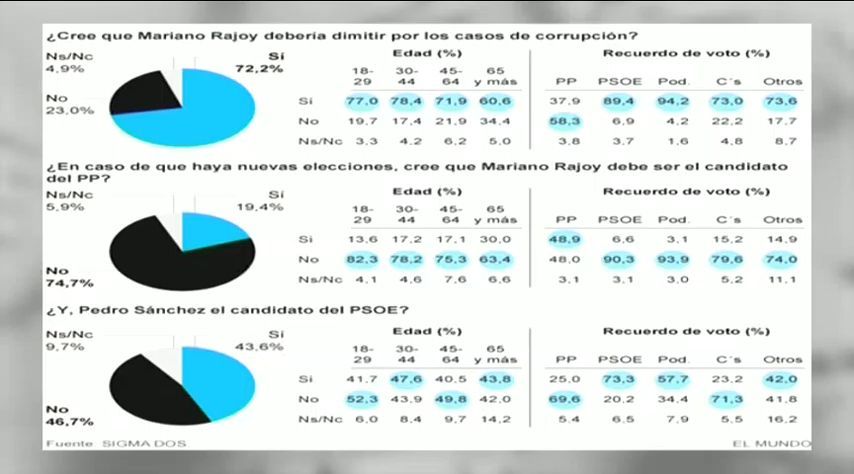 ¿Cree que Mariano Rajoy debería dimitir por los casos de corrupción?
Ns/Nc
4,9%
Sí
72,2%
No
23,0%
Edad (%)
18-29 30-44 45-64 65 y más
Sí 77,0 78,4 71,9 60,6
No 19,7 17,4 21,9 34,4
Ns/Nc 3,3 4,2 6,2 5,0
Recuerdo de voto (%)
PP PSOE Pod. C´s Otros
37,9 89,4 94,2 73,0 73,6
58,3 6,9 4,2 22,2 17,7
3,8 3,7 1,6 4,8 8,7
¿En caso de que haya nuevas elecciones, cree que Mariano Rajoy debe ser el candidato
del PP?
Ns/Nc
5,9%
Sí
19,4%
No
74,7%
Edad (%)
18-29 30-44 45-64 65 y más
Sí 13,6 17,2 17,1 30,0
No 82,3 78,2 75,3 63,4
Ns/Nc 4,1 4,6 7,6 6,6
Recuerdo de voto (%)
PP PSOE Pod. C´s Otros
48,9 6,6 3,1 15,2 14,9
48,0 90,3 93,9 79,6 74,0
3,1 3,1 3,0 5,2 11,1
¿Y, Pedro Sánchez el candidato del PSOE?
Ns/Nc
9,7%
Sí
43,6%
No
46,7%
Edad (%)
18-29 30-44 45-64 65 y más
Sí 41,7 47,6 40,5 43,8
No 52,3 43,9 49,8 42,0
Ns/Nc 6,0 8,4 9,7 14,2
Recuerdo de voto (%)
PP PSOE Pod. C´s Otros
25,0 73,3 57,7 23,2 42,0
69,6 20,2 34,4 71,3 41,8
5,4 6,5 7,9 5,5 16,2
Fuente SIGMA DOS
EL MUNDO